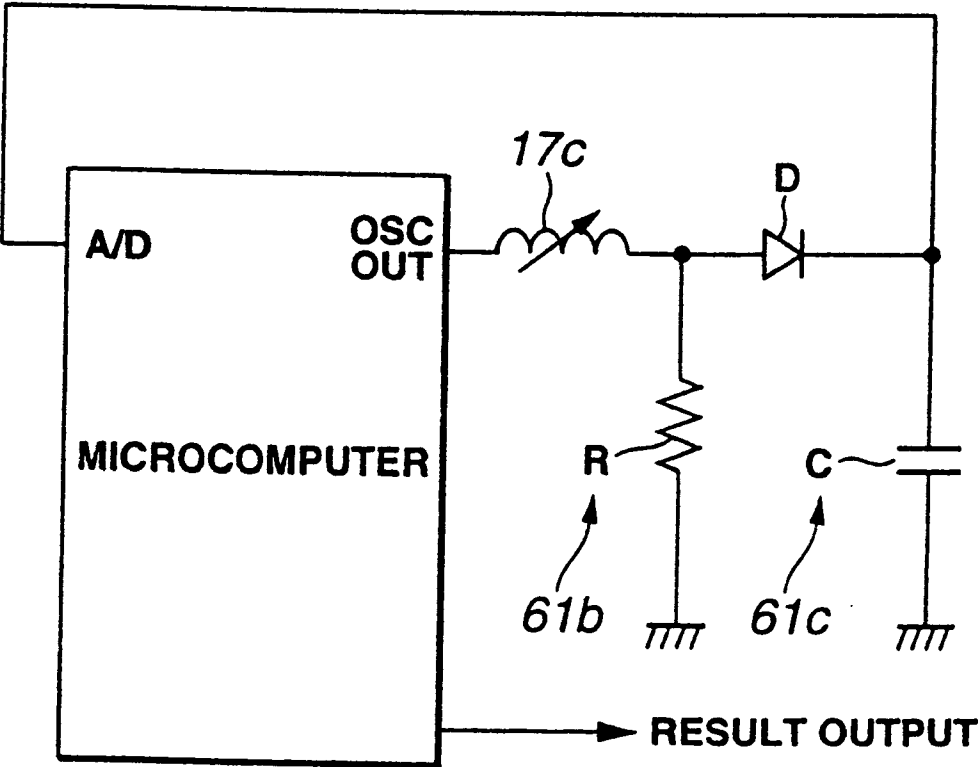 17c
D
A/D
OSC
OUT
MICROCOMPUTER
R
C
61b
61c
RESULT OUTPUT